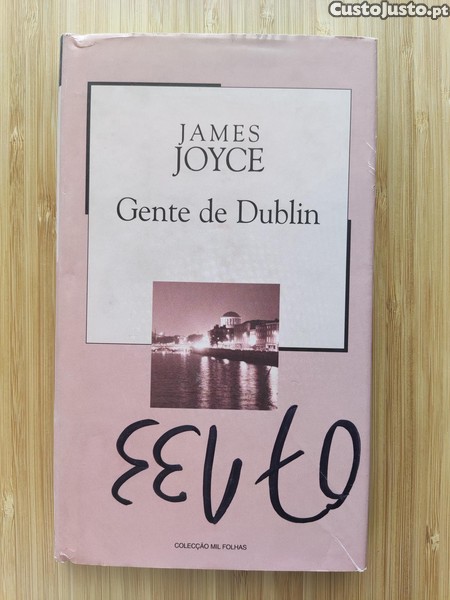 CustoJusto.pt
JAMES
JOYCE
Gente de Dublin
COLECÇÃO MIL FOLHAS